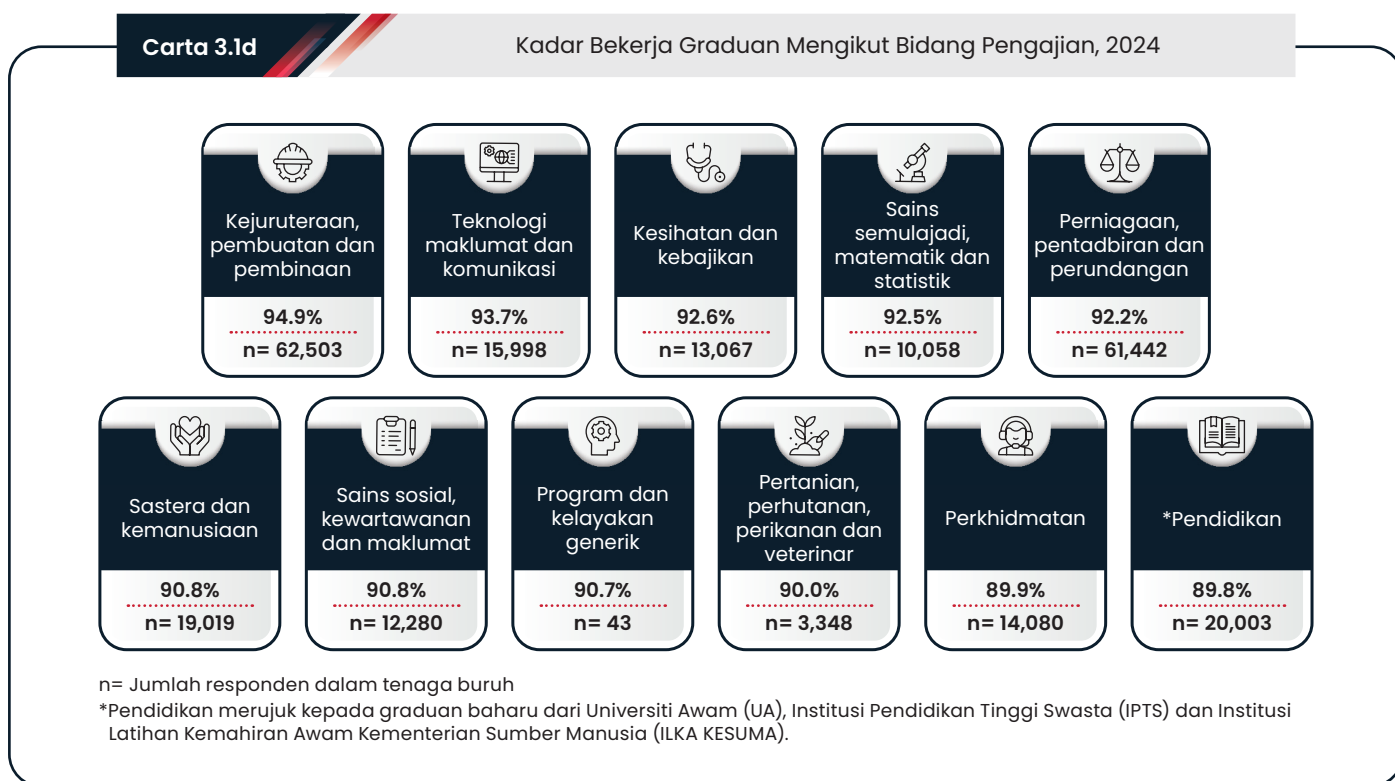 Carta 3.1d
Kadar Bekerja Graduan Mengikut Bidang Pengajian, 2024
Kejuruteraan,
pembuatan dan
pembinaan
94.9%
n= 62,503
Teknologi
maklumat dan
komunikasi
93.7%
n= 15,998
Kesihatan dan
kebajikan
92.6%
n= 13,067
Sains
semulajadi,
matematik dan
statistik
92.5%
n= 10,058
Perniagaan,
pentadbiran dan
perundangan
92.2%
n= 61,442
Sastera dan
kemanusiaan
90.8%
n= 19,019
Sains sosial,
kewartawanan
dan maklumat
90.8%
n= 12,280
Program dan
kelayakan
generik
90.7%
n= 43
Pertanian,
perhutanan,
perikanan dan
veterinar
90.0%
n= 3,348
Perkhidmatan
89.9%
n= 14,080
*Pendidikan
89.8%
n= 20,003
n= Jumlah responden dalam tenaga buruh
*Pendidikan merujuk kepada graduan baharu dari Universiti Awam (UA), Institusi Pendidikan Tinggi Swasta (IPTS) dan Institusi
Latihan Kemahiran Awam Kementerian Sumber Manusia (ILKA KESUMA).